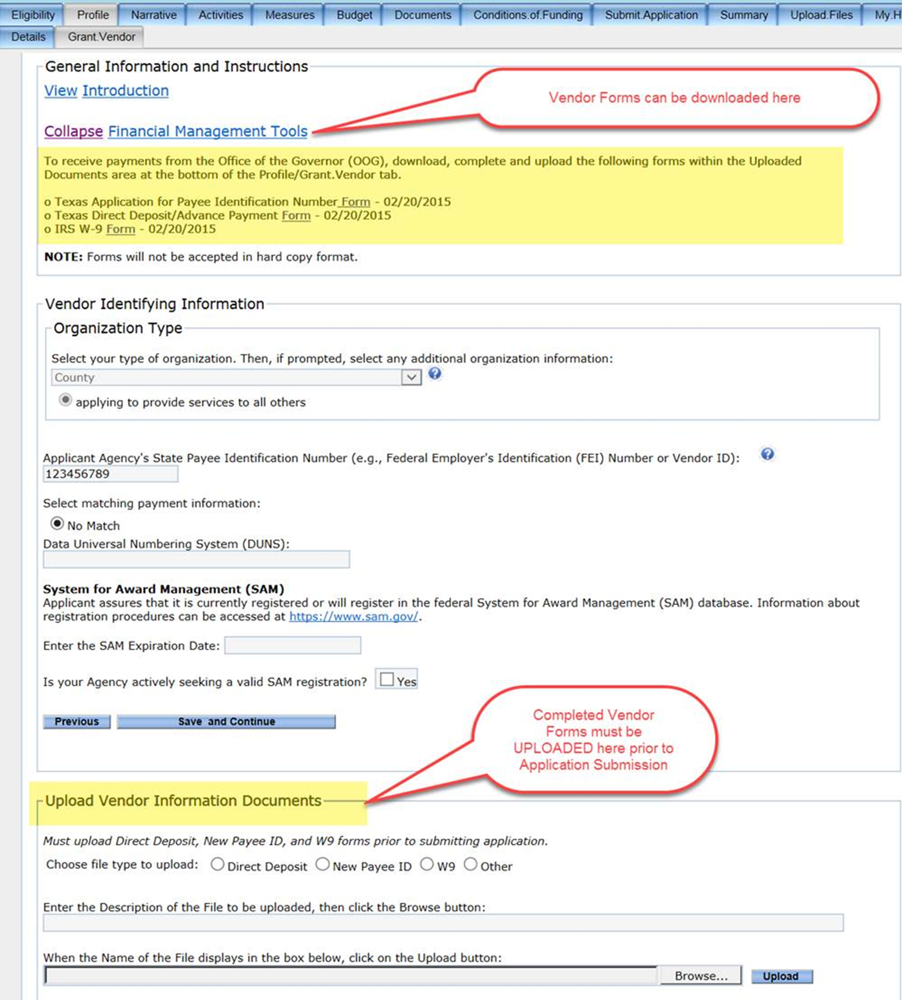 Eligibility Profile Narrative Activities Measures Budget Documents Conditions.of.Funding Submit.Application Summary Upload.Files My.H
Details Grant.Vendor
General Information and Instructions
View Introduction
Vendor Forms can be downloaded here
Collapse Financial Management Tools
To receive payments from the Office of the Governor (OOG), download, complete and upload the following forms within the Uploaded
Documents area at the bottom of the Profile/Grant.Vendor tab.
o Texas Application for Payee Identification Number Form - 02/20/2015
o Texas Direct Deposit/Advance Payment Form - 02/20/2015
o IRS W-9 Form - 02/20/2015
NOTE: Forms will not be accepted in hard copy format.
Vendor Identifying Information
Organization Type
Select your type of organization. Then, if prompted, select any additional organization information:
County
applying to provide services to all others
Applicant Agency's State Payee Identification Number (e.g., Federal Employer's Identification (FEI) Number or Vendor ID):
123456789
Select matching payment information:
No Match
Data Universal Numbering System (DUNS):
System for Award Management (SAM)
Applicant assures that it is currently registered or will register in the federal System for Award Management (SAM) database. Information about
registration procedures can be accessed at https://www.sam.gov/.
Enter the SAM Expiration Date:
Is your Agency actively seeking a valid SAM registration? Yes
Previous Save and Continue
Completed Vendor
Forms must be
UPLOADED here prior to
Application Submission
Upload Vendor Information Documents
Must upload Direct Deposit, New Payee ID, and W9 forms prior to submitting application.
Choose file type to upload: Direct Deposit New Payee ID W9 Other
Enter the Description of the File to be uploaded, then click the Browse button:
When the Name of the File displays in the box below, click on the Upload button:
Browse... Upload